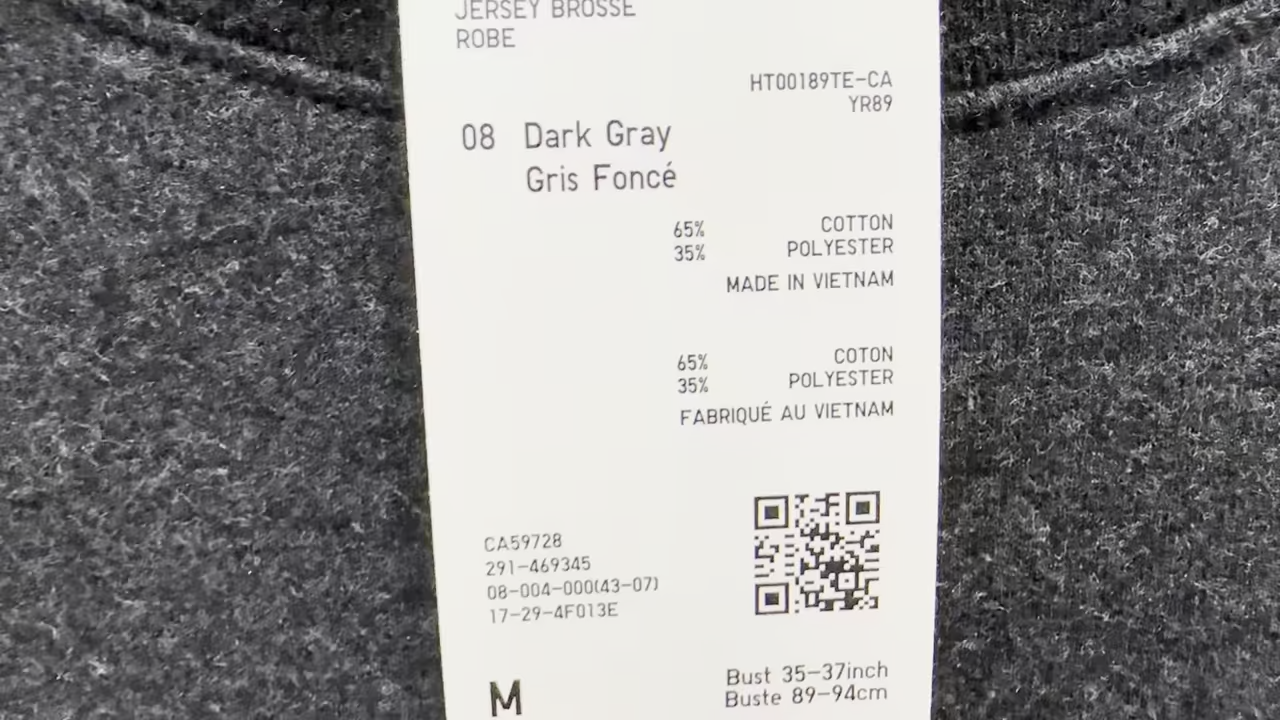 JERSEY BROSSÉ
ROBE
HT00189TE-CA
YR89
08 Dark Gray
Gris Foncé
65% COTTON
35% POLYESTER
MADE IN VIETNAM
65% COTON
35% POLYESTER
FABRIQUÉ AU VIETNAM
CA59728
291-469345
08-004-000(43-07)
17-29-4F013E
M
Bust 35-37inch
Buste 89-94cm